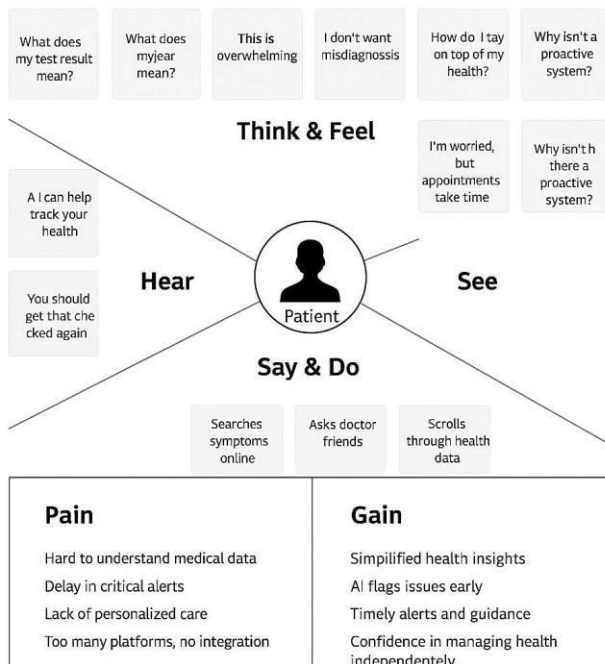 What does
my test result
mean?
What does
myjear
mean?
This is
overwhelming
I don't want
misdiagnosis
How do I tay
on top of my
health?
Why isn't a
proactive
system?
Think & Feel
I'm worried,
but
appointments
take time
Why isn't h
there a
proactive
system?
A I can help
track your
health
You should
get that che
cked again
Hear
Patient
See
Say & Do
Searches
symptoms
online
Asks doctor
friends
Scrolls
through health
data
Pain
Hard to understand medical data
Delay in critical alerts
Lack of personalized care
Too many platforms, no integration
Gain
Simpilified health insights
AI flags issues early
Timely alerts and guidance
Confidence in managing health
independentely